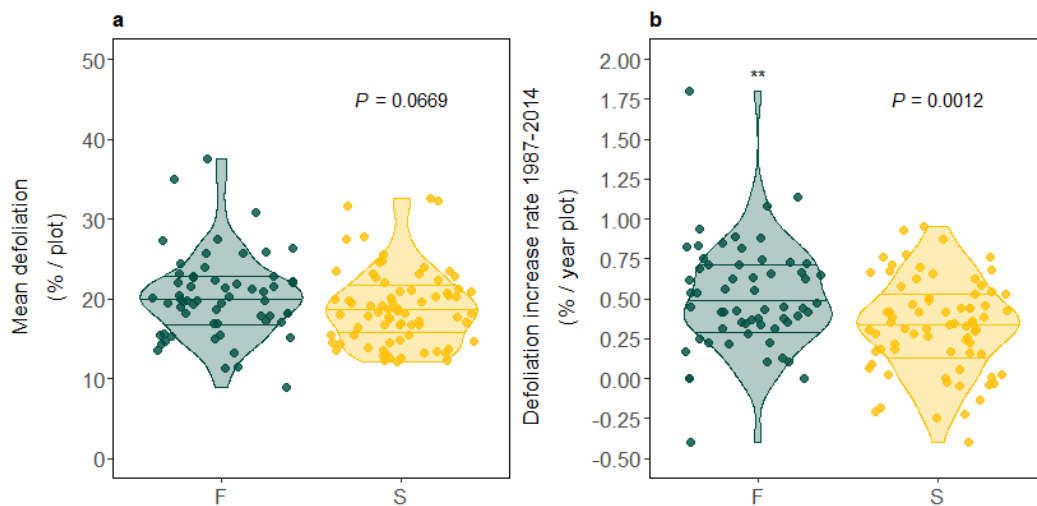 a
Mean defoliation
(% / plot)
50
40
30
20
10
0
P = 0.0669
F
S
b
Defoliation increase rate 1987-2014
(% / year plot)
2.00
1.75
1.50
1.25
1.00
0.75
0.50
0.25
0.00
-0.25
-0.50
**
P = 0.0012
F
S